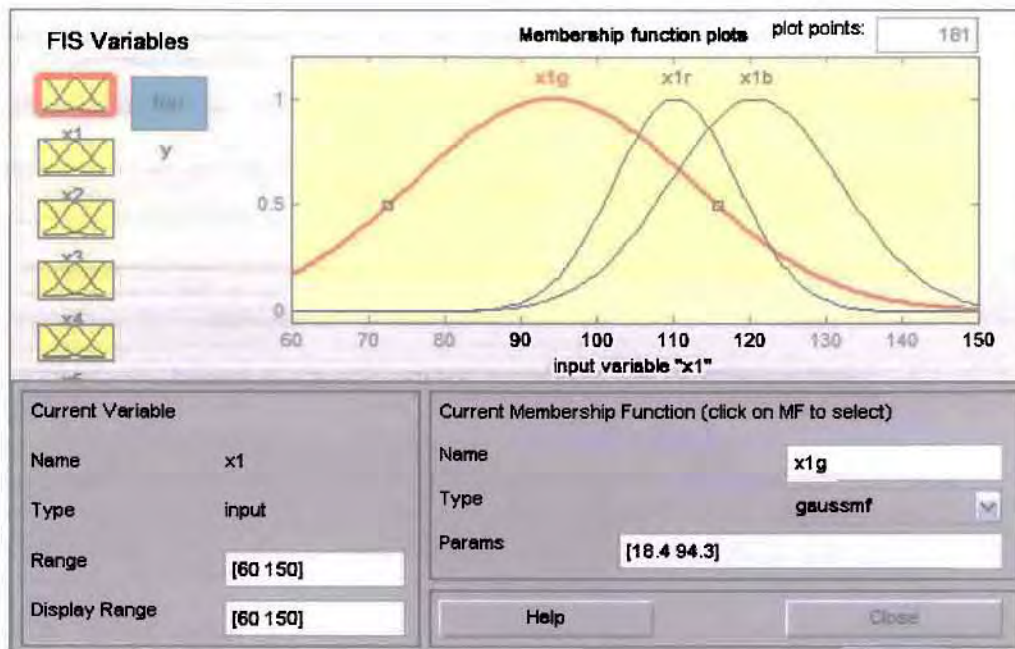 FIS Variables
Membership function plots
plot points:
181
x1
y
x2
x3
x4
x1g
x1r
x1b
1
0.5
0
60 70 80 90 100 110 120 130 140 150
input variable "x1"
Current Variable
Name x1
Type input
Range [60 150]
Display Range [60 150]
Current Membership Function (click on MF to select)
Name x1g
Type gaussmf
Params [18.4 94.3]
Help
Close